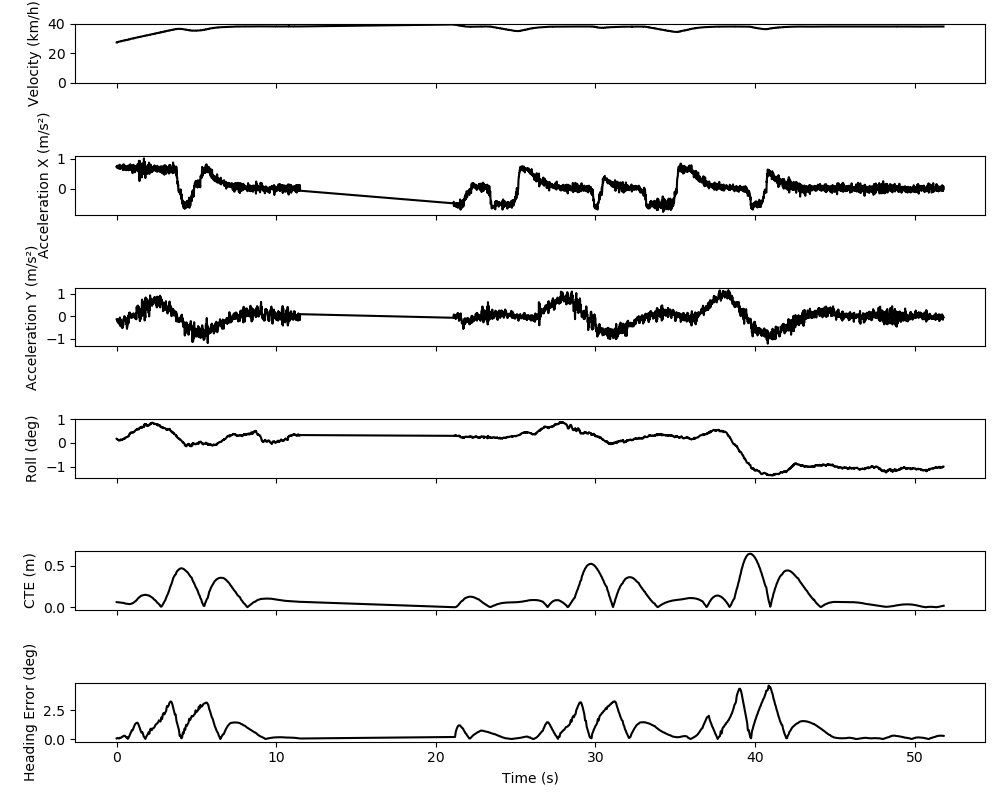 Velocity (km/h)
40
20
0
Acceleration X (m/s²)
1
0
Acceleration Y (m/s²)
1
0
−1
Roll (deg)
1
0
−1
CTE (m)
0.5
0.0
Heading Error (deg)
2.5
0.0
0 10 20 30 40 50
Time (s)